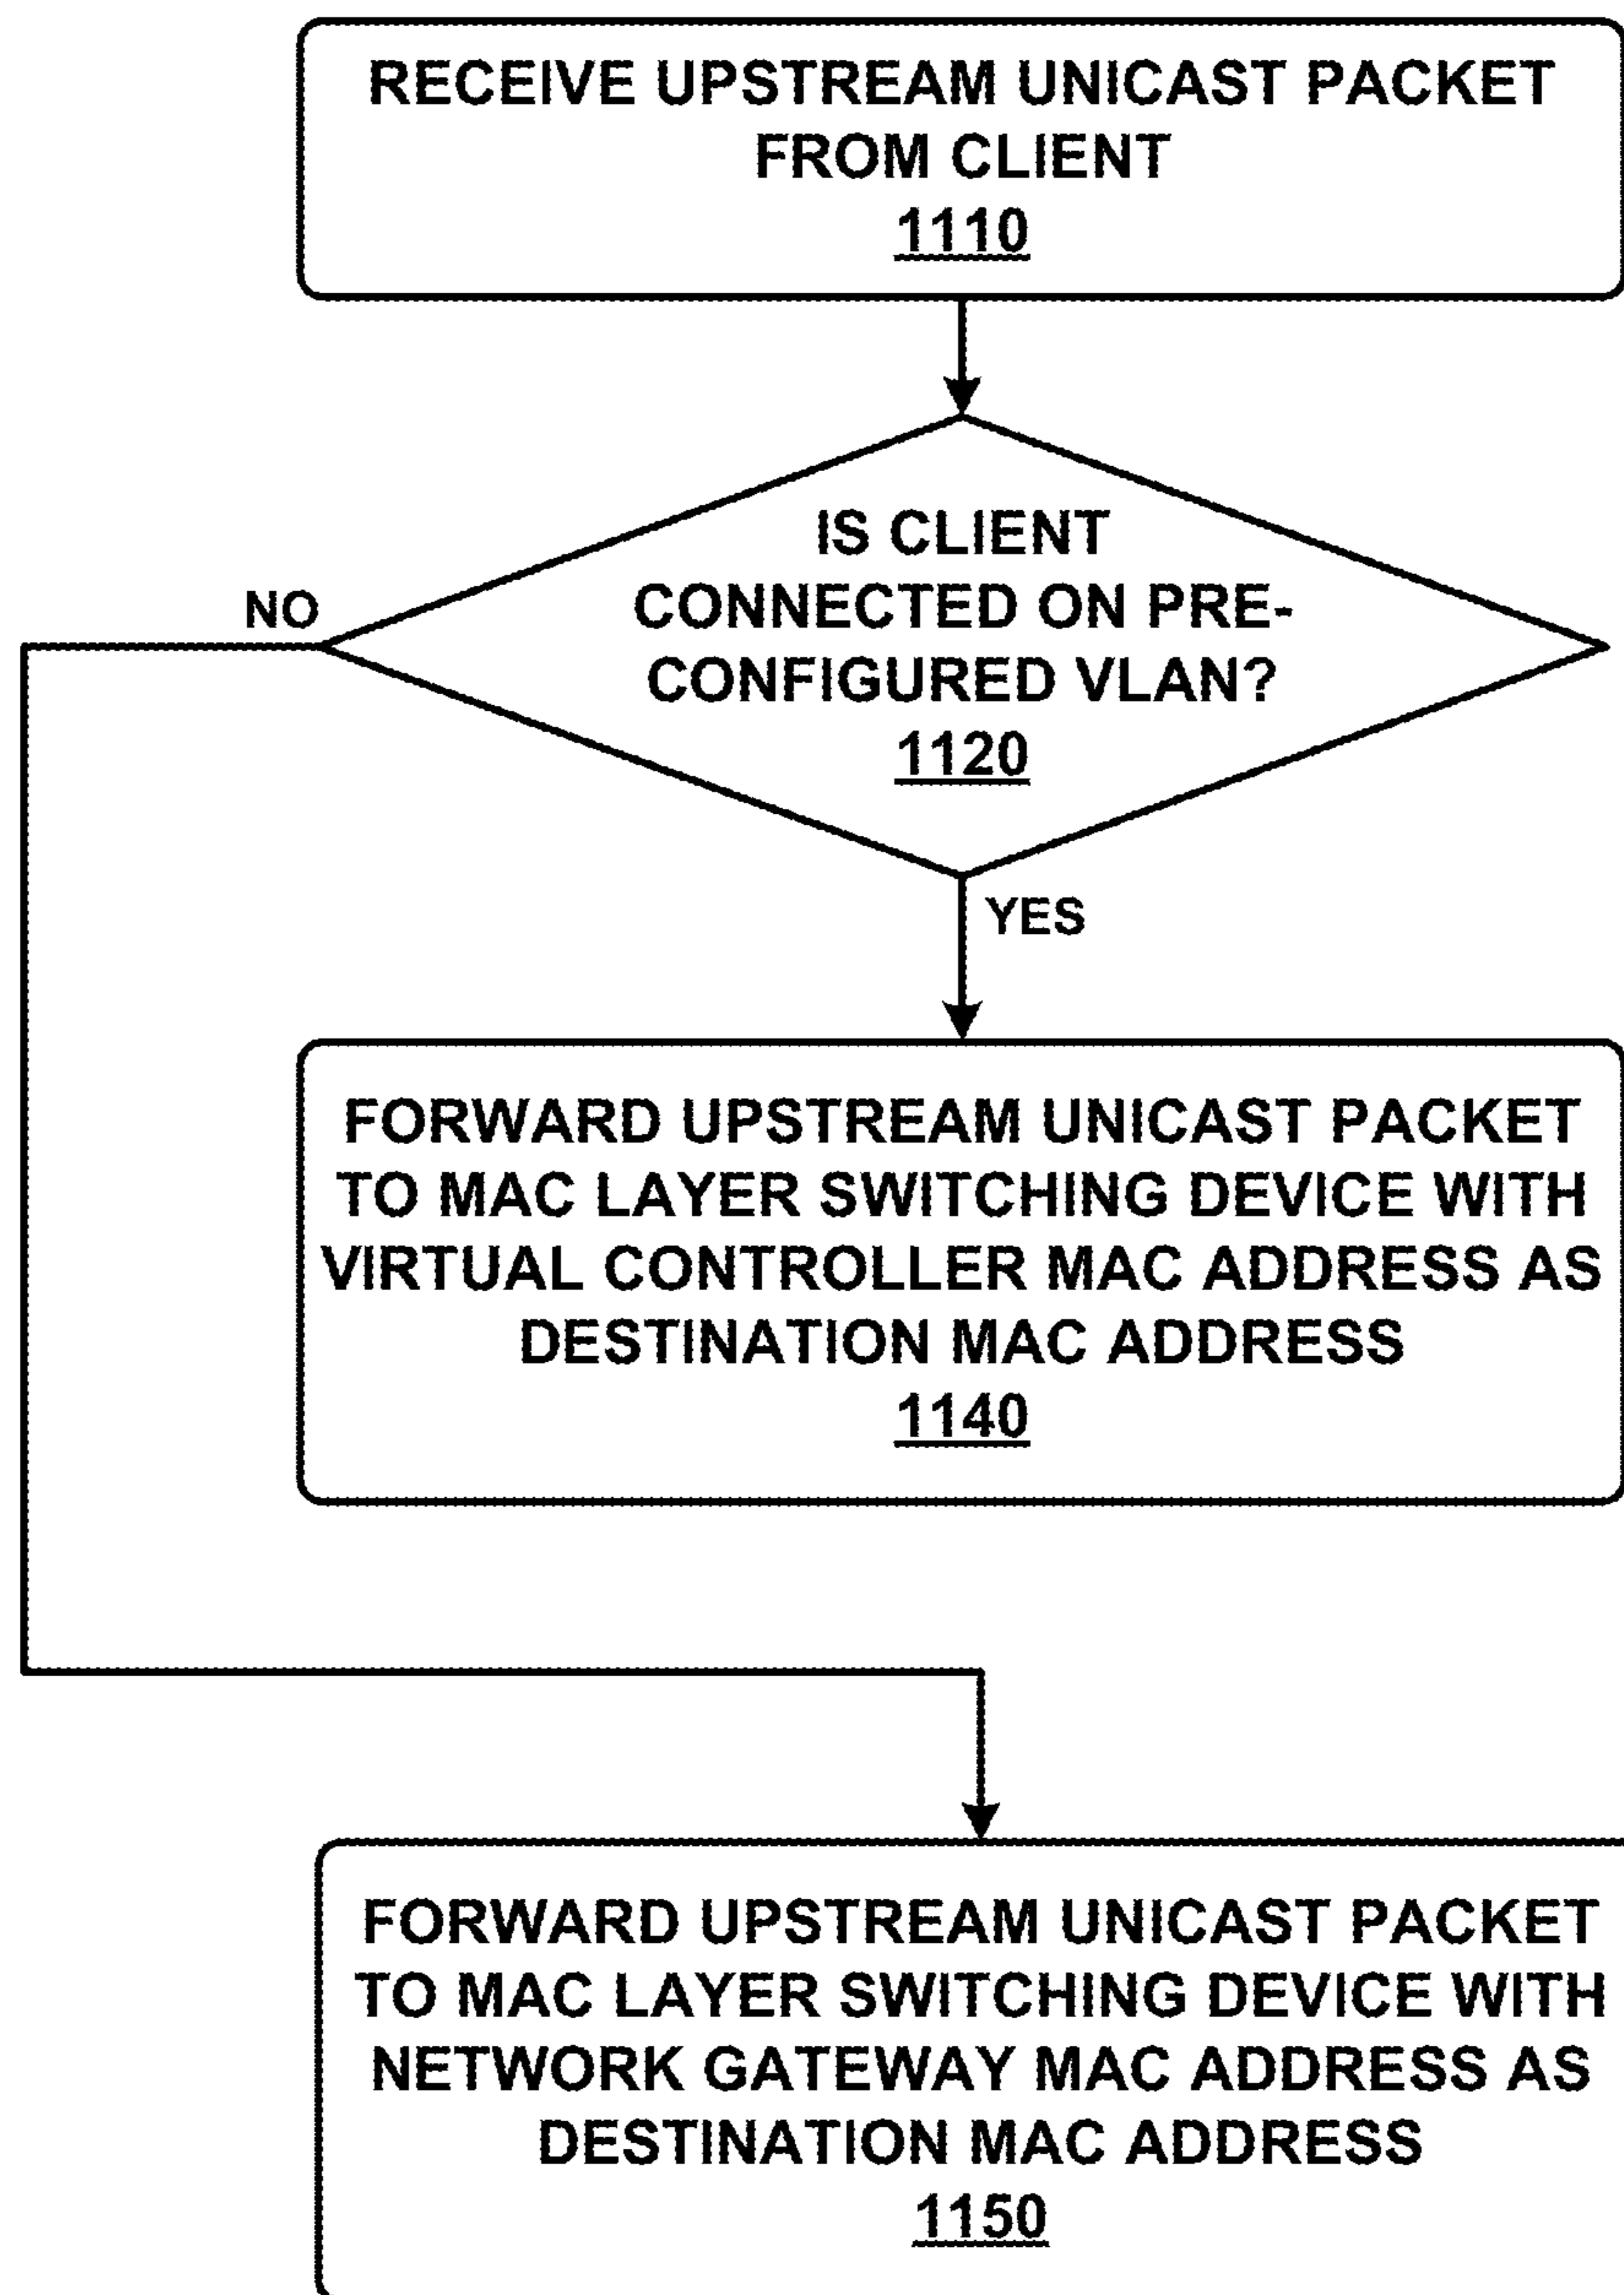 RECEIVE UPSTREAM UNICAST PACKET
FROM CLIENT
1110
IS CLIENT
CONNECTED ON PRE-
CONFIGURED VLAN?
1120
NO
YES
FORWARD UPSTREAM UNICAST PACKET
TO MAC LAYER SWITCHING DEVICE WITH
VIRTUAL CONTROLLER MAC ADDRESS AS
DESTINATION MAC ADDRESS
1140
FORWARD UPSTREAM UNICAST PACKET
TO MAC LAYER SWITCHING DEVICE WITH
NETWORK GATEWAY MAC ADDRESS AS
DESTINATION MAC ADDRESS
1150